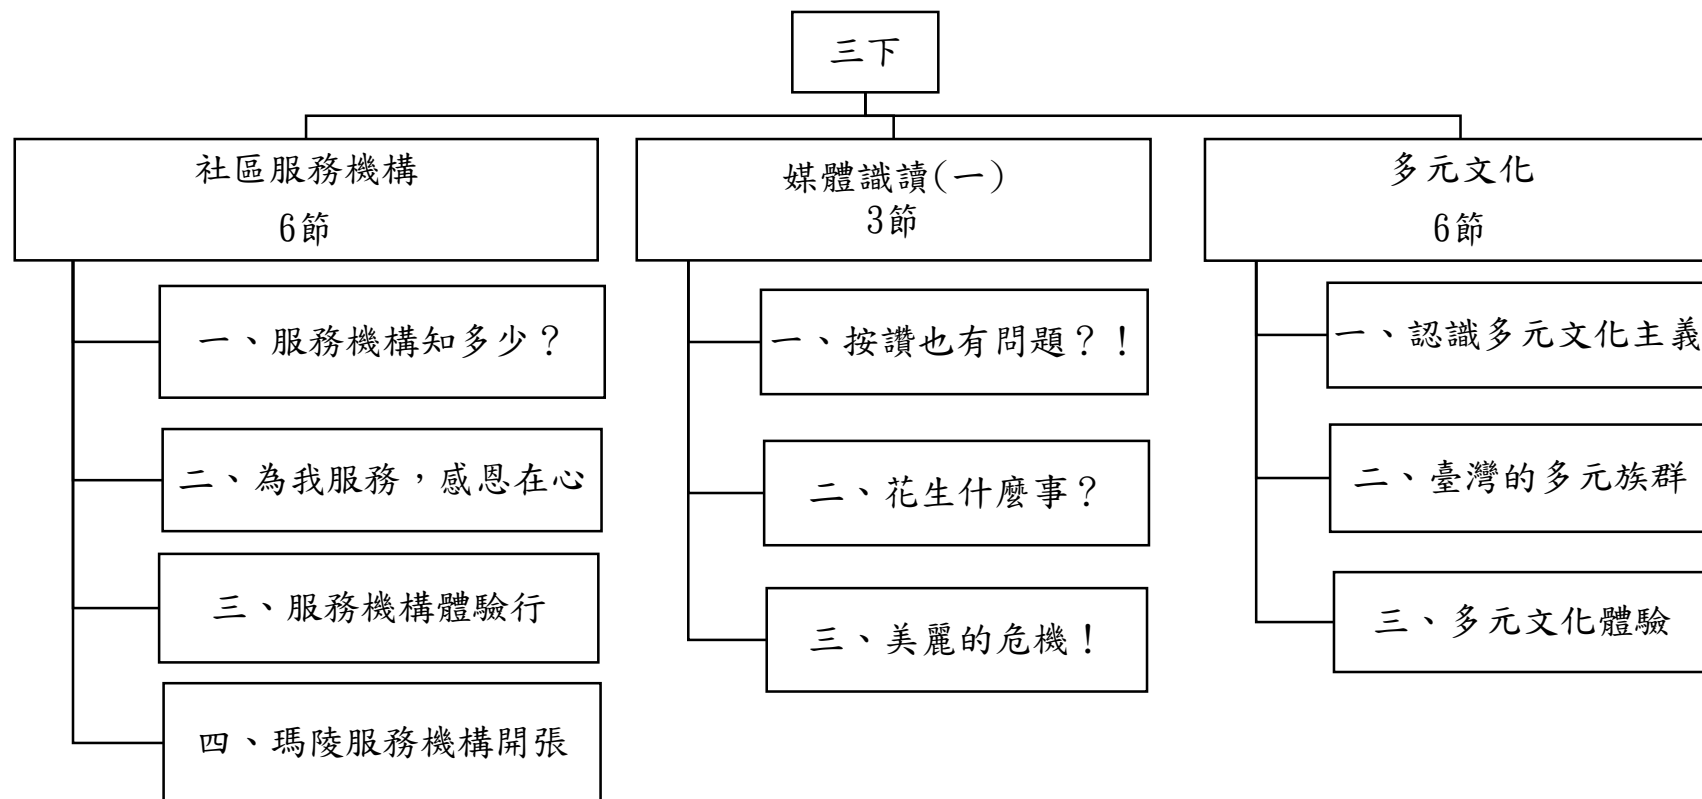 三下
社區服務機構
6節
一、服務機構知多少？
二、為我服務，感恩在心
三、服務機構體驗行
四、瑪陵服務機構開張
媒體識讀(一)
3節
一、按讚也有問題？！
二、花生什麼事？
三、美麗的危機！
多元文化
6節
一、認識多元文化主義
二、臺灣的多元族群
三、多元文化體驗